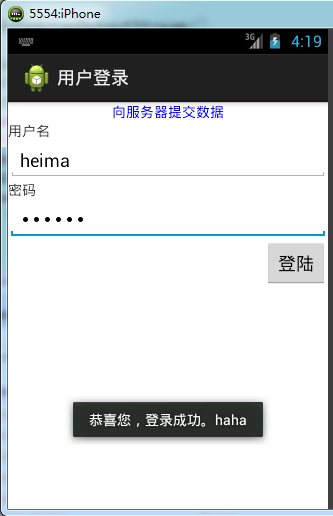 5554:iPhone
3G 4:19
用户登录
向服务器提交数据
用户名
heima
密码
••••••
登陆
恭喜您，登录成功。haha